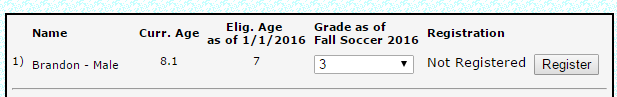 Name Curr. Age Elig. Age as of 1/1/2016 Grade as of Fall Soccer 2016 Registration
1) Brandon - Male 8.1 7 3 Not Registered Register